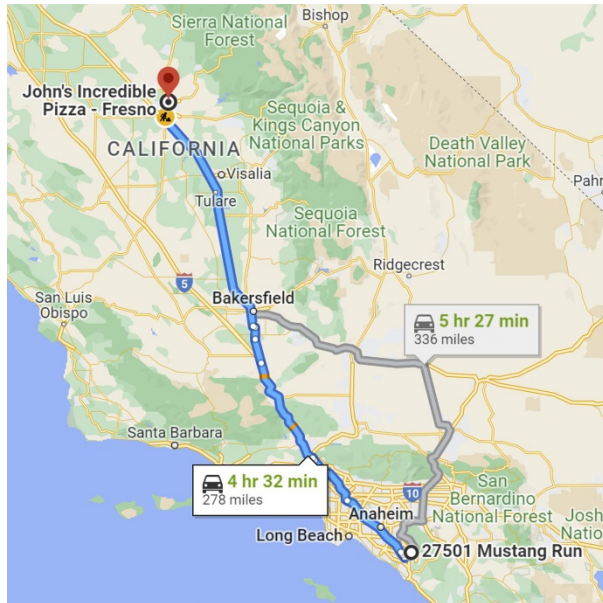 Sierra National
Forest
Bishop
John's Incredible
Pizza - Fresno
CALIFORNIA
Sequoia &
Kings Canyon
National Parks
Death Valley
National Park
Visalia
Tulare
Pahr
Sequoia
National Forest
5
Ridgecrest
San Luis
Obispo
Bakersfield
5 hr 27 min
336 miles
Santa Barbara
4 hr 32 min
278 miles
10
San
Bernardino
National Forest
Anaheim
Long Beach
Josh
Nation
27501 Mustang Run